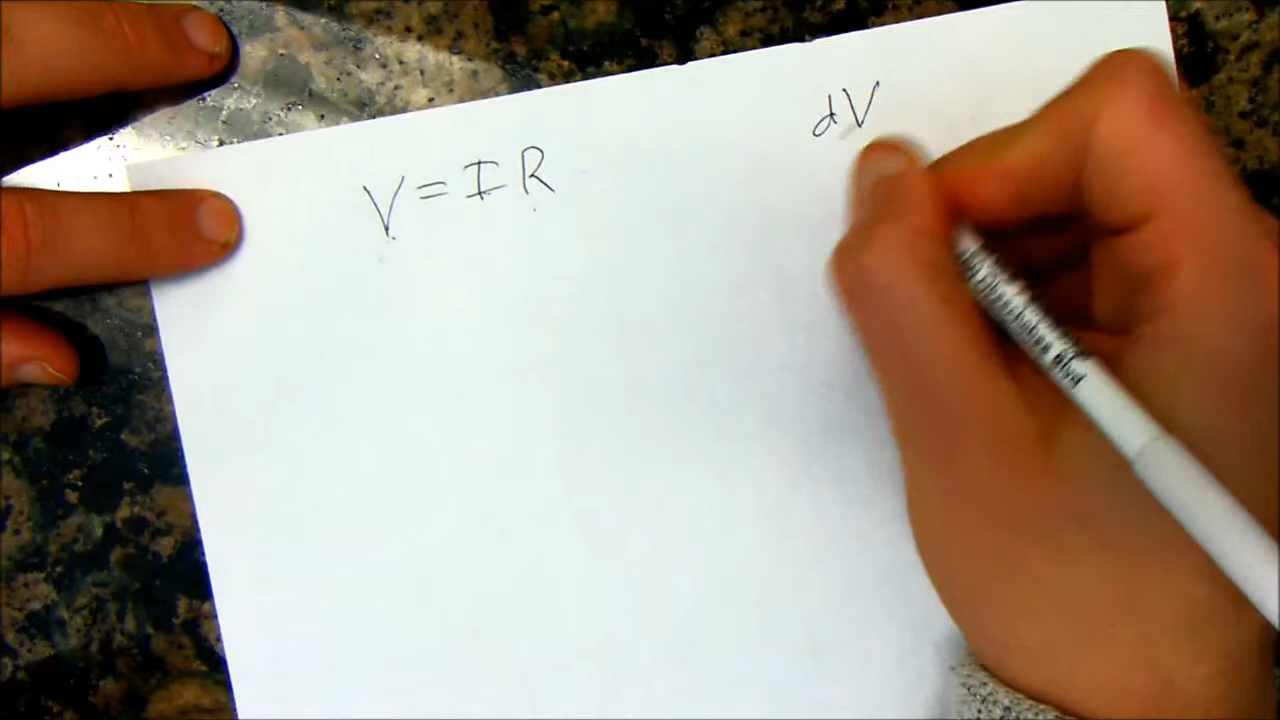 V = I R
dV